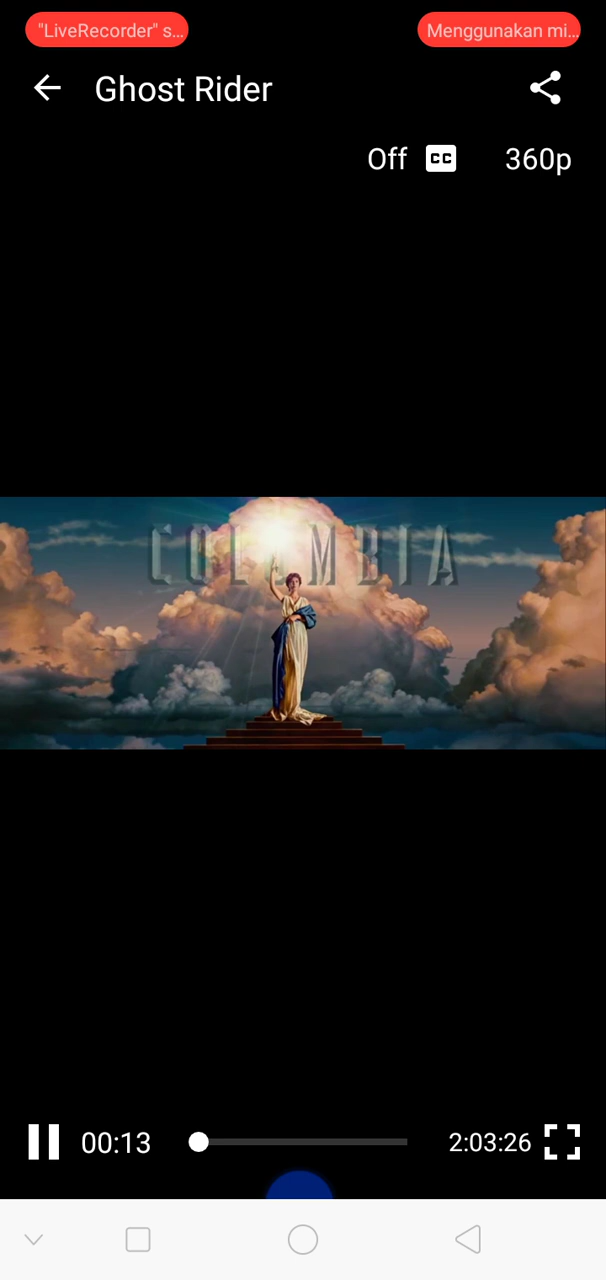 "LiveRecorder" s... Menggunakan mi...
Ghost Rider
Off CC 360p
COLUMBIA
00:13 2:03:26